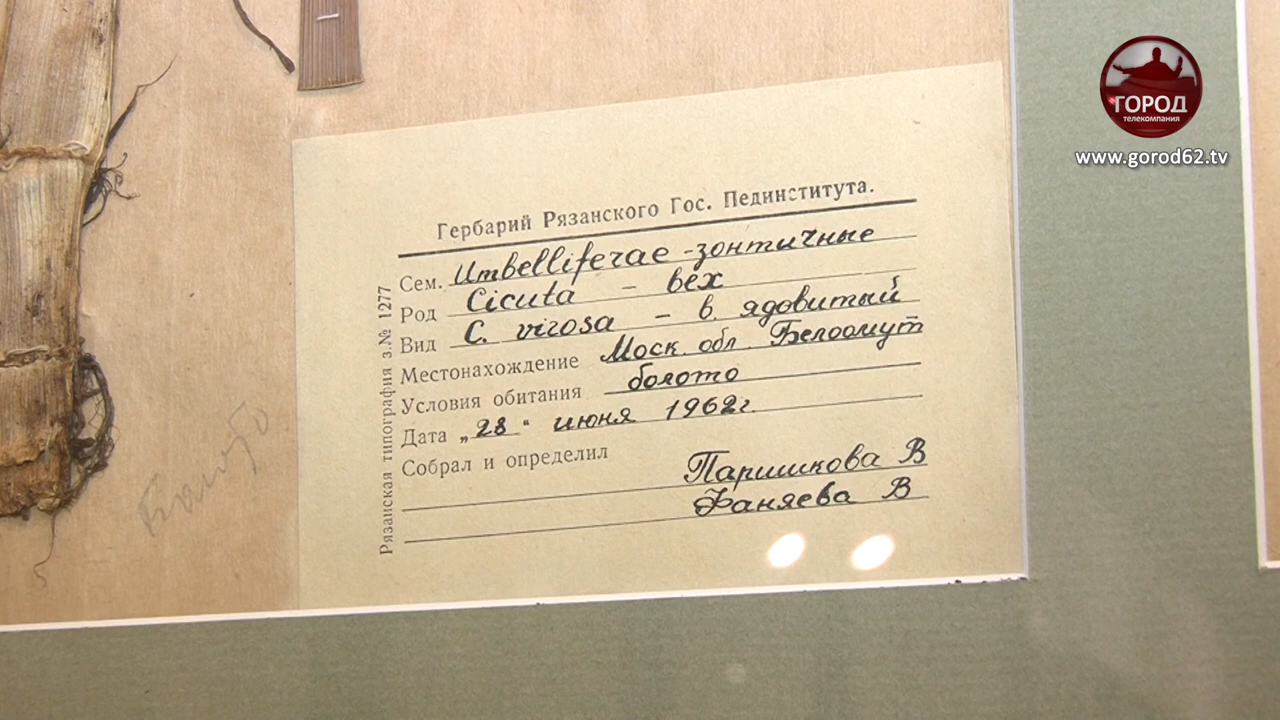 ГОРОД
телекомпания
www.gorod62.tv
Гербарий Рязанского Гос. Пединститута.
Сем. Umbelliferae - зонтичные
Род Cicuta - вех
Вид C. virosa - в. ядовитый
Местонахождение Моск. обл. Белоомут
Условия обитания болото
Дата „28“ июня 1962г.
Собрал и определил
Паршикова В
Фаняева В
Рязанская типография з.№ 1277